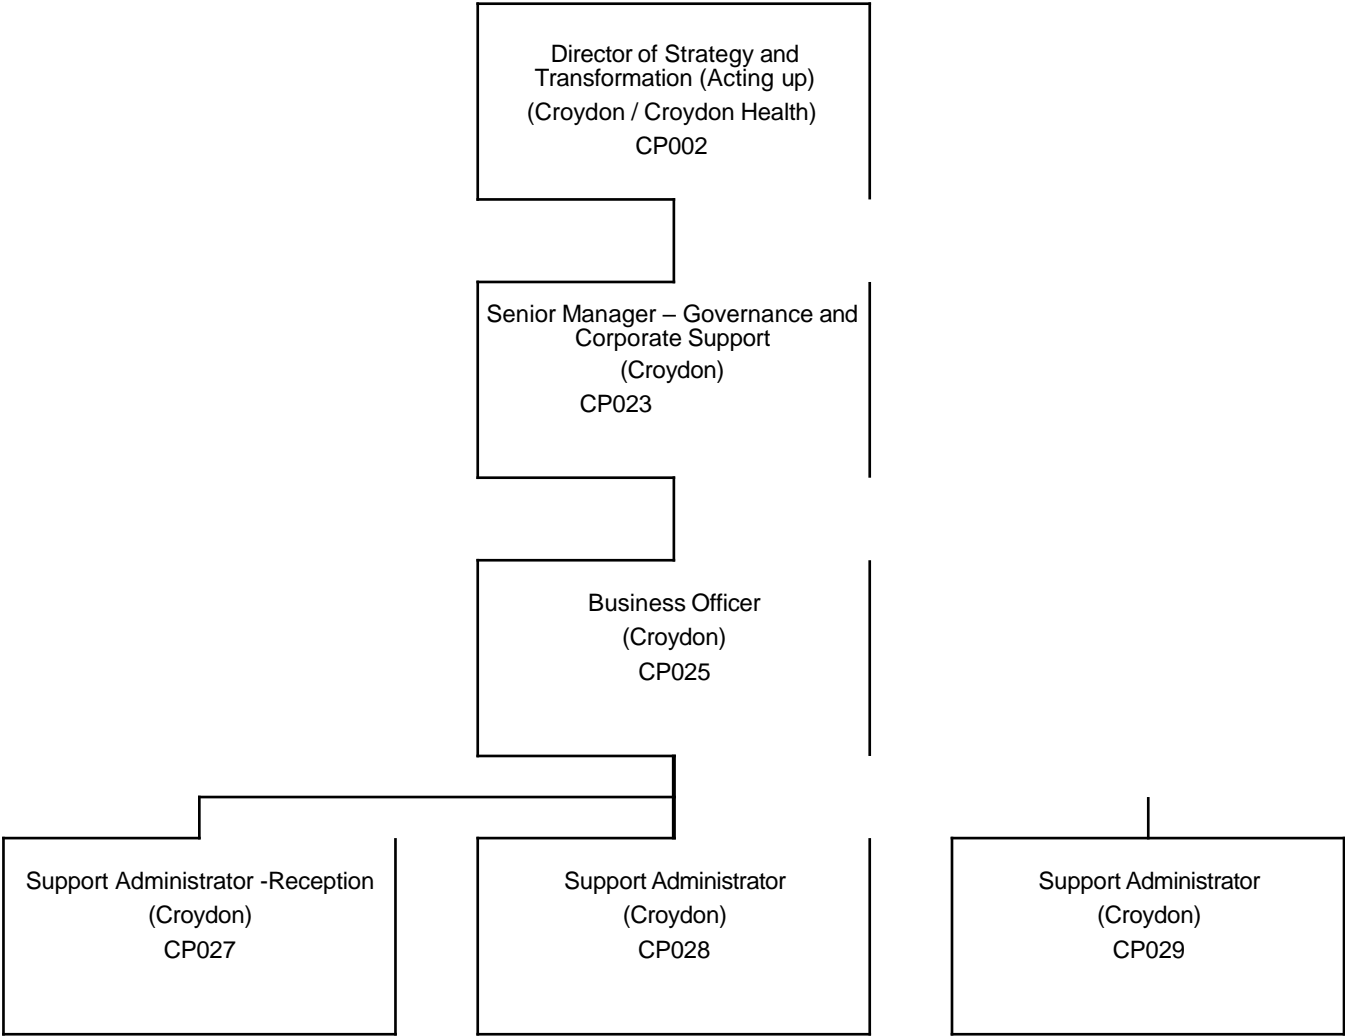 Director of Strategy and
Transformation (Acting up)
(Croydon / Croydon Health)
CP002
Senior Manager – Governance and
Corporate Support
(Croydon)
CP023
Business Officer
(Croydon)
CP025
Support Administrator -Reception
(Croydon)
CP027
Support Administrator
(Croydon)
CP028
Support Administrator
(Croydon)
CP029